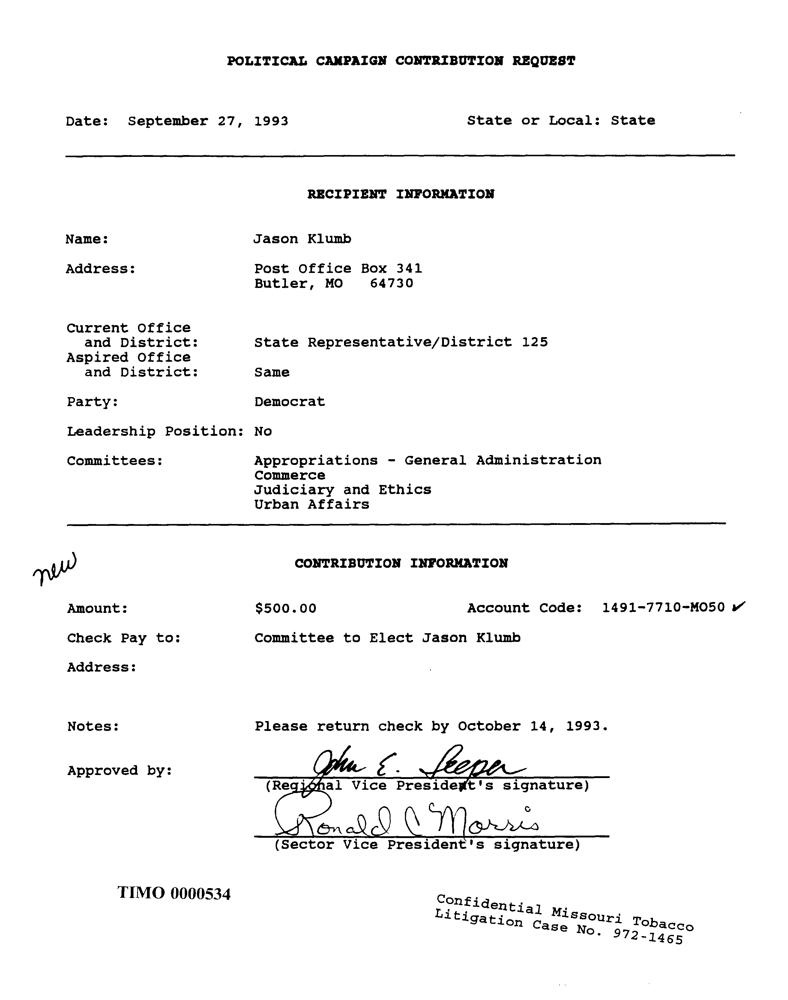 POLITICAL CAMPAIGN CONTRIBUTION REQUEST
Date: September 27, 1993 State or Local: State
RECIPIENT INFORMATION
Name: Jason Klumb
Address: Post Office Box 341
Butler, MO 64730
Current Office
and District: State Representative/District 125
Aspired Office
and District: Same
Party: Democrat
Leadership Position: No
Committees: Appropriations - General Administration
Commerce
Judiciary and Ethics
Urban Affairs
new
CONTRIBUTION INFORMATION
Amount: $500.00 Account Code: 1491-7710-MO50 ✓
Check Pay to: Committee to Elect Jason Klumb
Address:
Notes: Please return check by October 14, 1993.
Approved by: John E. Leeper
(Regional Vice President's signature)
Ronald C Morris
(Sector Vice President's signature)
TIMO 0000534
Confidential Missouri Tobacco
Litigation Case No. 972-1465